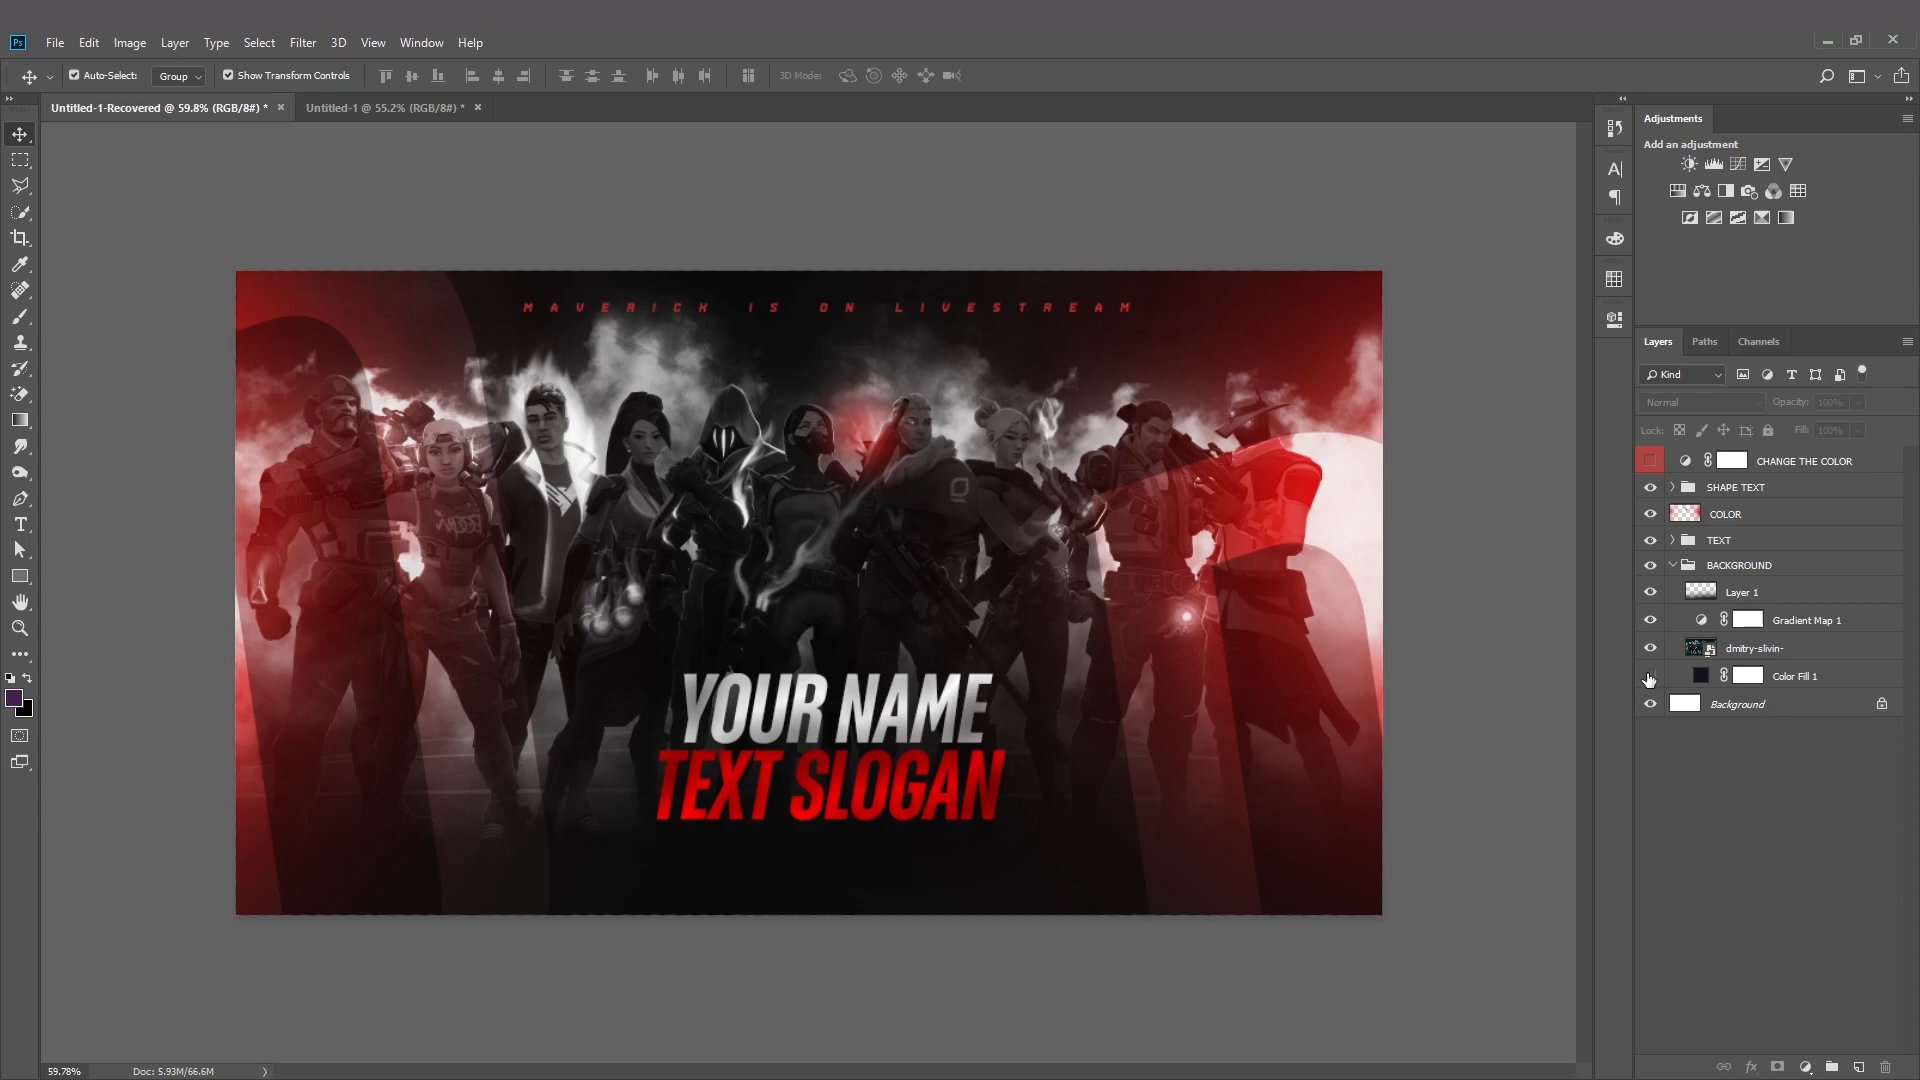 Ps File Edit Image Layer Type Select Filter 3D View Window Help
Auto-Select: Group Show Transform Controls 3D Mode:
Untitled-1-Recovered @ 59.8% (RGB/8#) * × Untitled-1 @ 55.2% (RGB/8#) * ×
Adjustments
Add an adjustment
MAVERICK IS ON LIVESTREAM
YOUR NAME
TEXT SLOGAN
Layers Paths Channels
Kind
Normal Opacity: 100%
Lock: Fill: 100%
CHANGE THE COLOR
SHAPE TEXT
COLOR
TEXT
BACKGROUND
Layer 1
Gradient Map 1
dmitry-slivin-
Color Fill 1
Background
59.78% Doc: 5.93M/66.6M